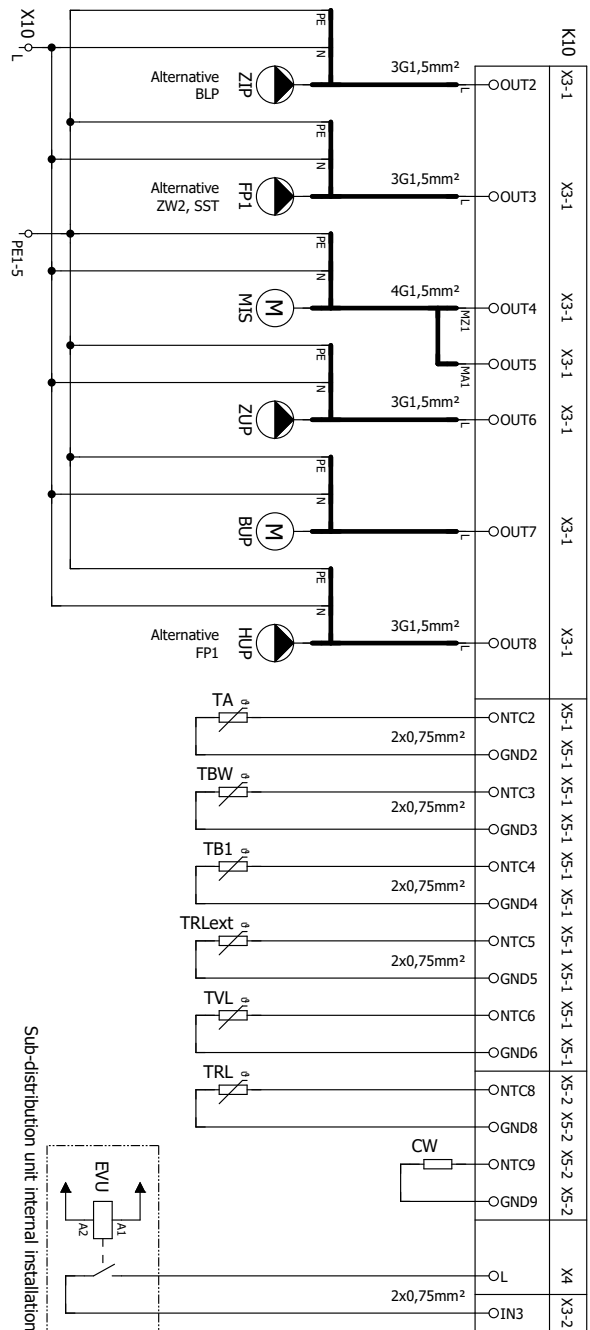 X10
L
K10
PE
N
Alternative
BLP
ZIP
3G1,5mm²
L
OUT2
X3-1
PE
N
Alternative
ZW2, SST
FP1
3G1,5mm²
L
OUT3
X3-1
PE1-5
PE
N
MIS
M
4G1,5mm²
MZ1
OUT4
X3-1
MA1
OUT5
X3-1
PE
N
ZUP
3G1,5mm²
L
OUT6
X3-1
PE
N
BUP
M
L
OUT7
X3-1
PE
N
Alternative
FP1
HUP
3G1,5mm²
L
OUT8
X3-1
TA
ϑ
NTC2
X5-1
2x0,75mm²
GND2
X5-1
TBW
ϑ
NTC3
X5-1
2x0,75mm²
GND3
X5-1
TB1
ϑ
NTC4
X5-1
2x0,75mm²
GND4
X5-1
TRLext
ϑ
NTC5
X5-1
2x0,75mm²
GND5
X5-1
TVL
ϑ
NTC6
X5-1
GND6
X5-1
TRL
ϑ
NTC8
X5-2
GND8
X5-2
CW
NTC9
X5-2
GND9
X5-2
Sub-distribution unit internal installation
EVU
A1
A2
L
X4
2x0,75mm²
IN3
X3-2